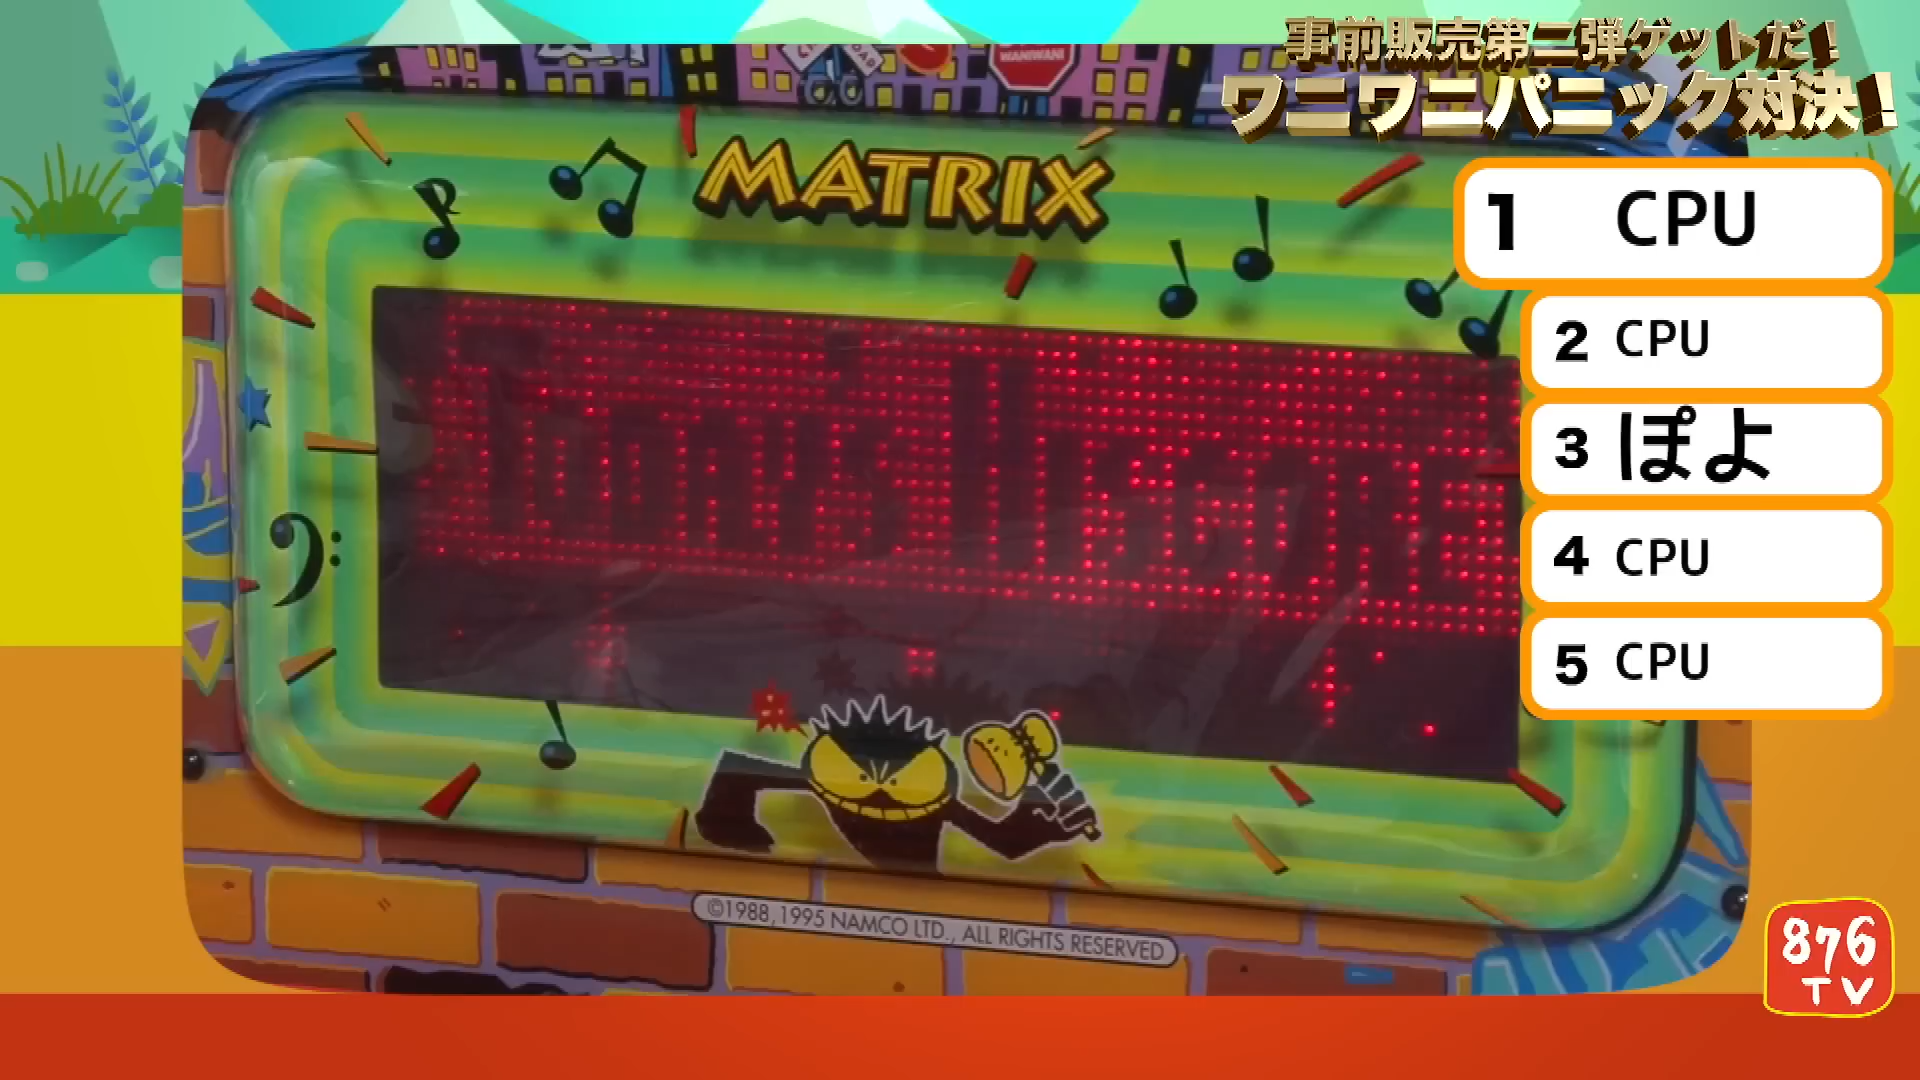 事前販売第二弾ゲットだ!
ワニワニパニック対決!
WANIWANI
MATRIX
1 CPU
2 CPU
3 ぽよ
4 CPU
5 CPU
©1988,1995 NAMCO LTD., ALL RIGHTS RESERVED
876
TV